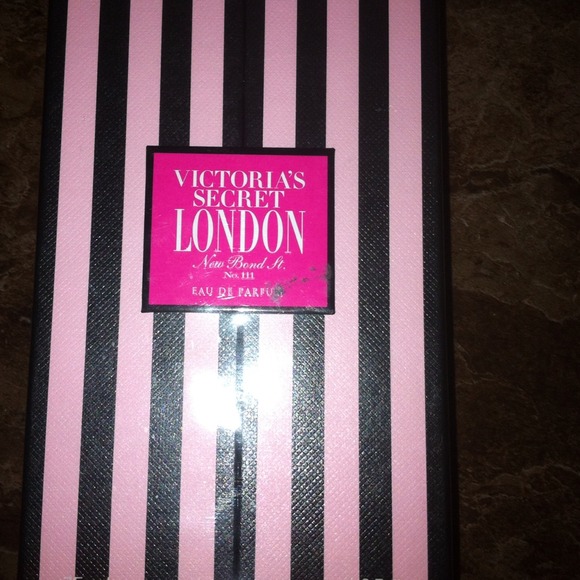 VICTORIA'S
SECRET
LONDON
New Bond St.
No. 111
EAU DE PARFUM